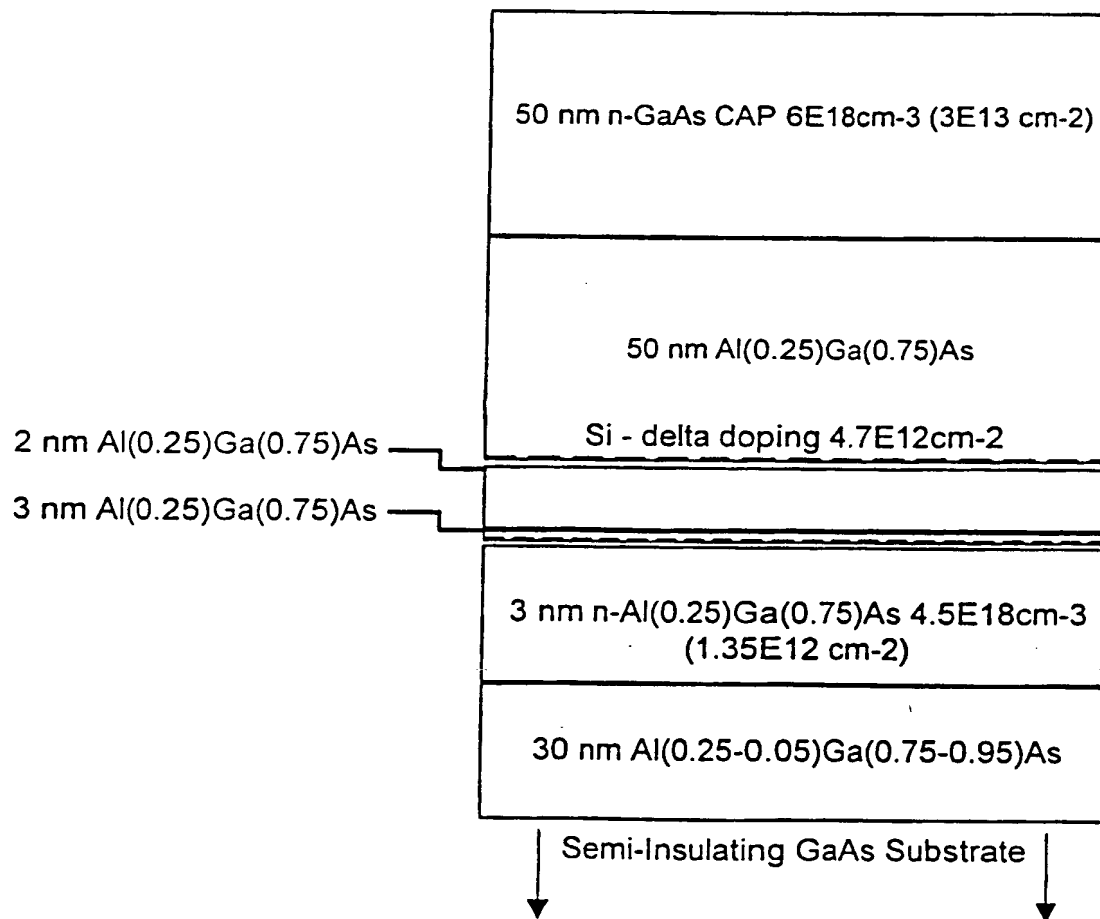 50 nm n-GaAs CAP 6E18cm-3 (3E13 cm-2)
50 nm Al(0.25)Ga(0.75)As
Si - delta doping 4.7E12cm-2
2 nm Al(0.25)Ga(0.75)As
3 nm Al(0.25)Ga(0.75)As
3 nm n-Al(0.25)Ga(0.75)As 4.5E18cm-3
(1.35E12 cm-2)
30 nm Al(0.25-0.05)Ga(0.75-0.95)As
Semi-Insulating GaAs Substrate